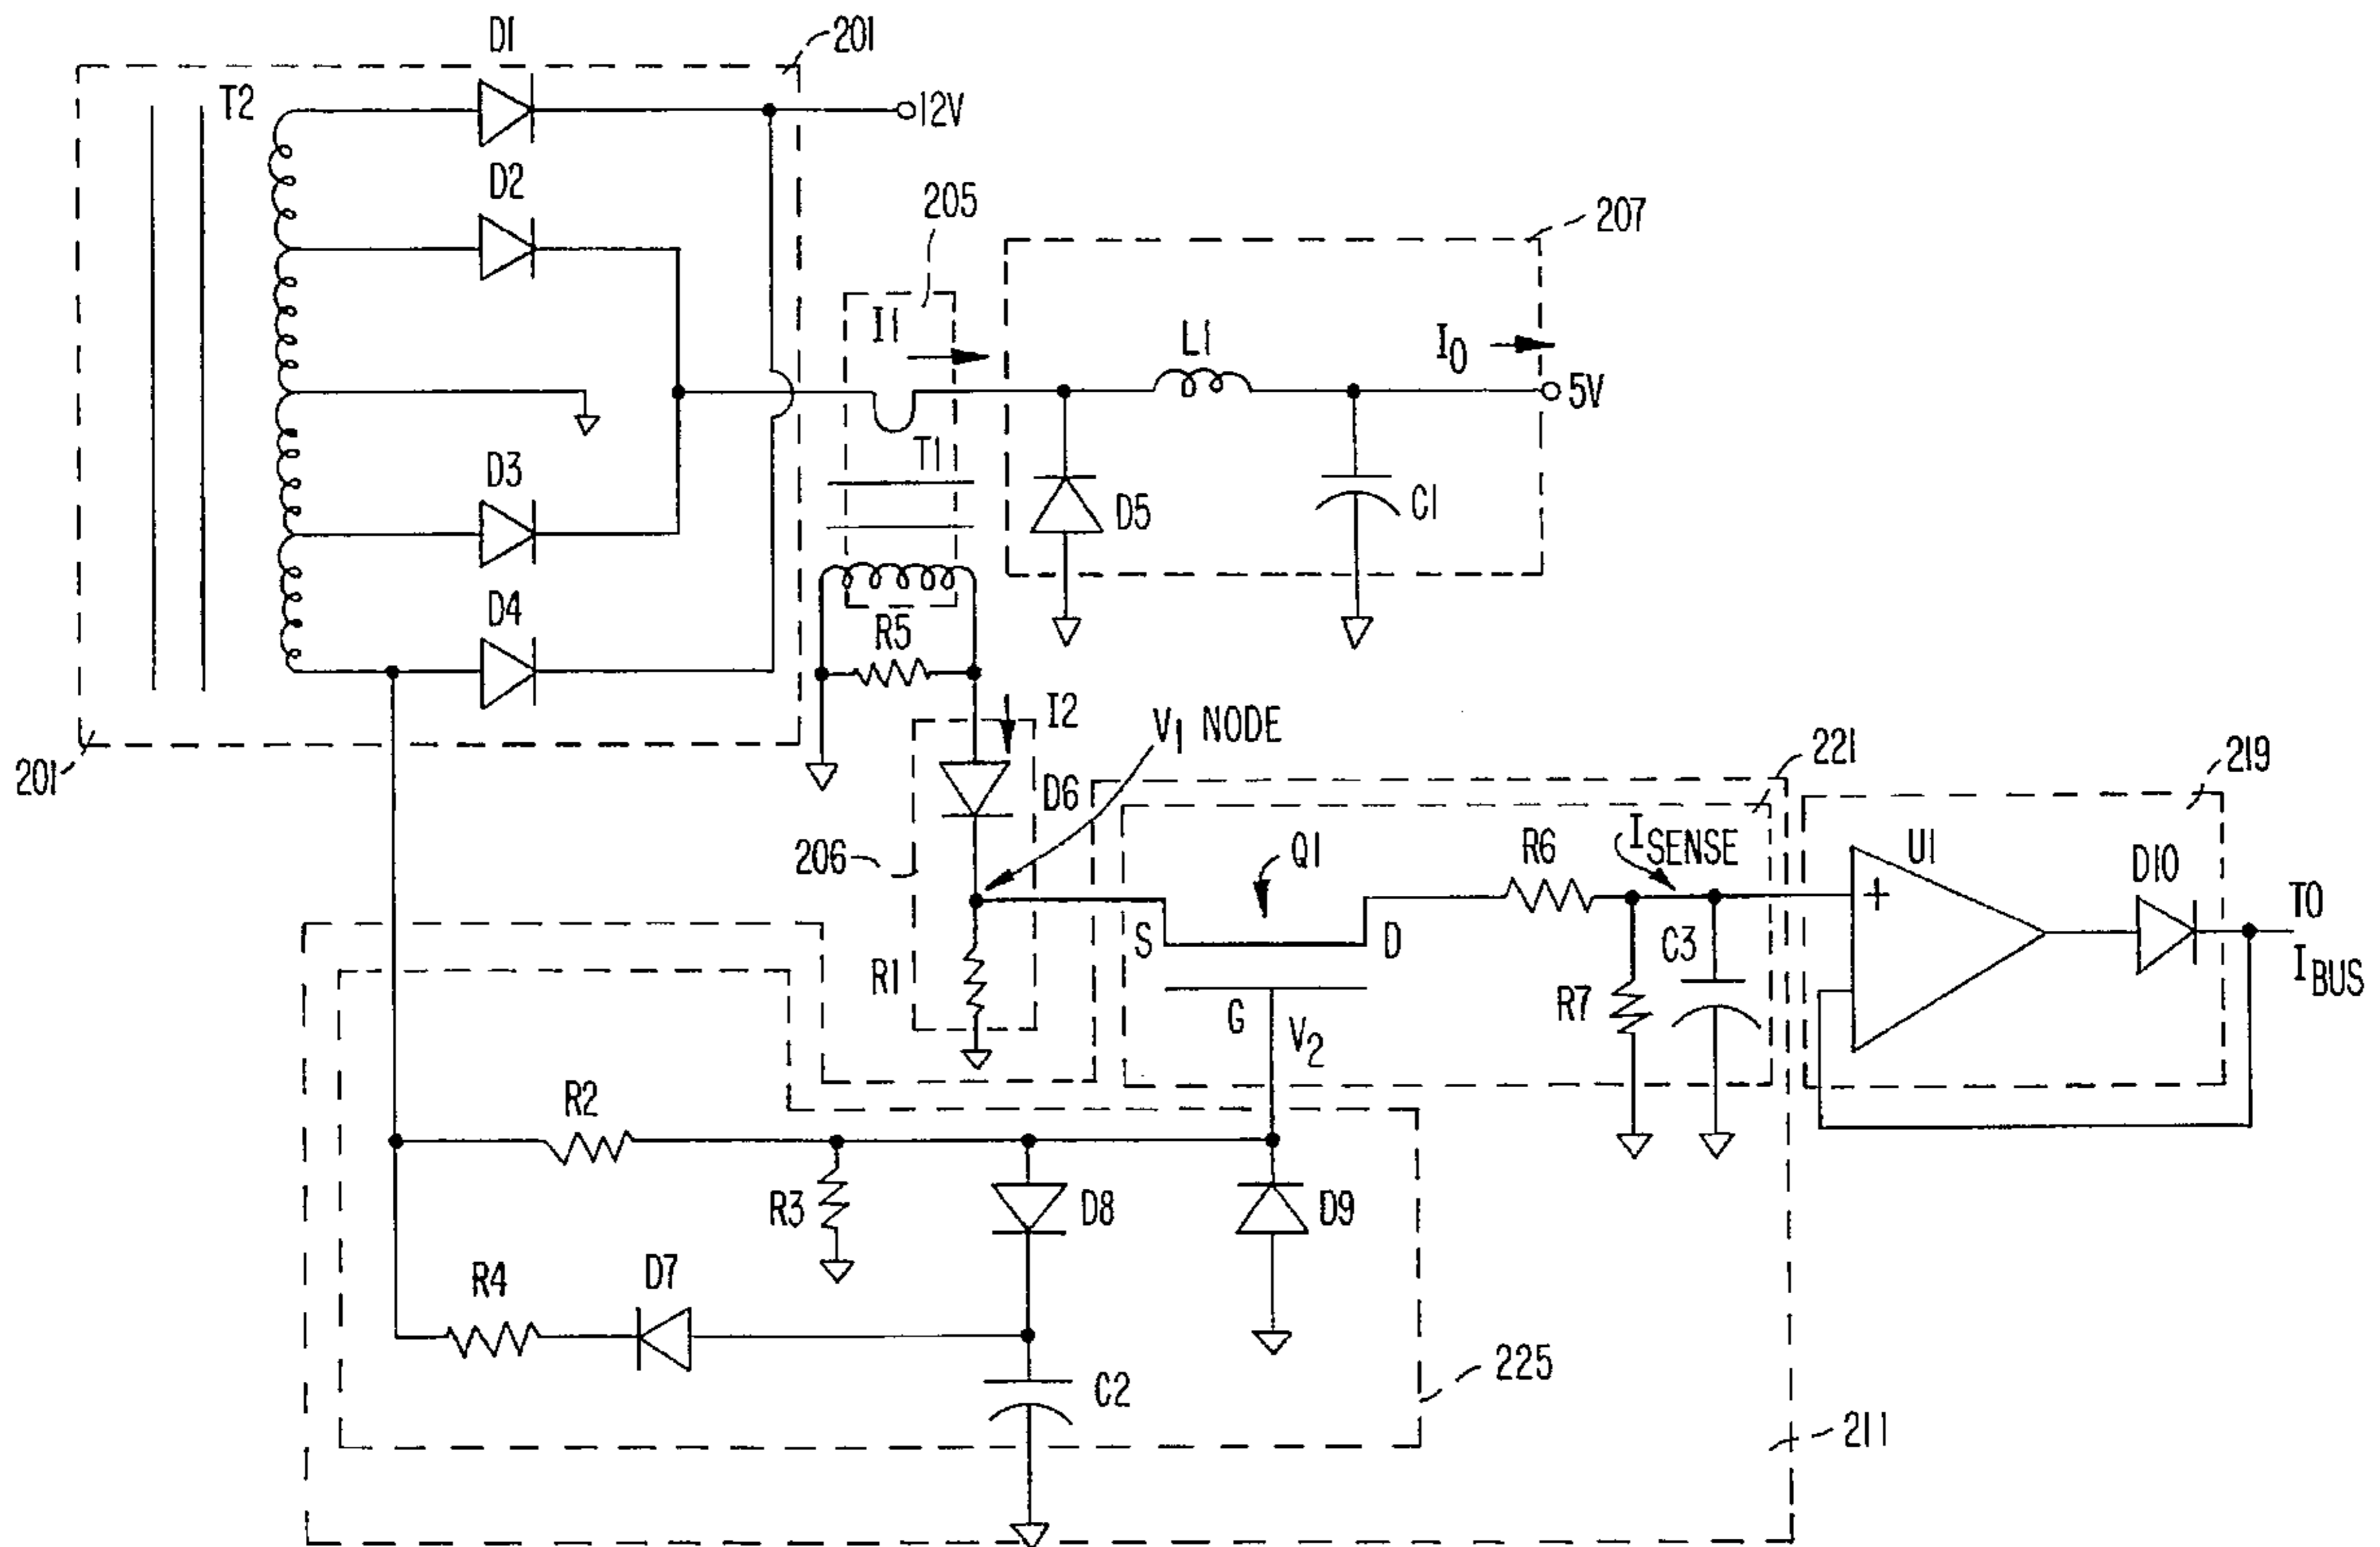 D1
201
T2
12V
D2
205
207
I1
L1
I0
5V
T1
D3
D5
C1
D4
R5
I2
V1 NODE
201
221
219
D6
206
Q1
R6
ISENSE
U1
D10
+
TO
IBUS
S
D
C3
R1
R7
G
V2
R2
R3
D8
D9
R4
D7
225
C2
211